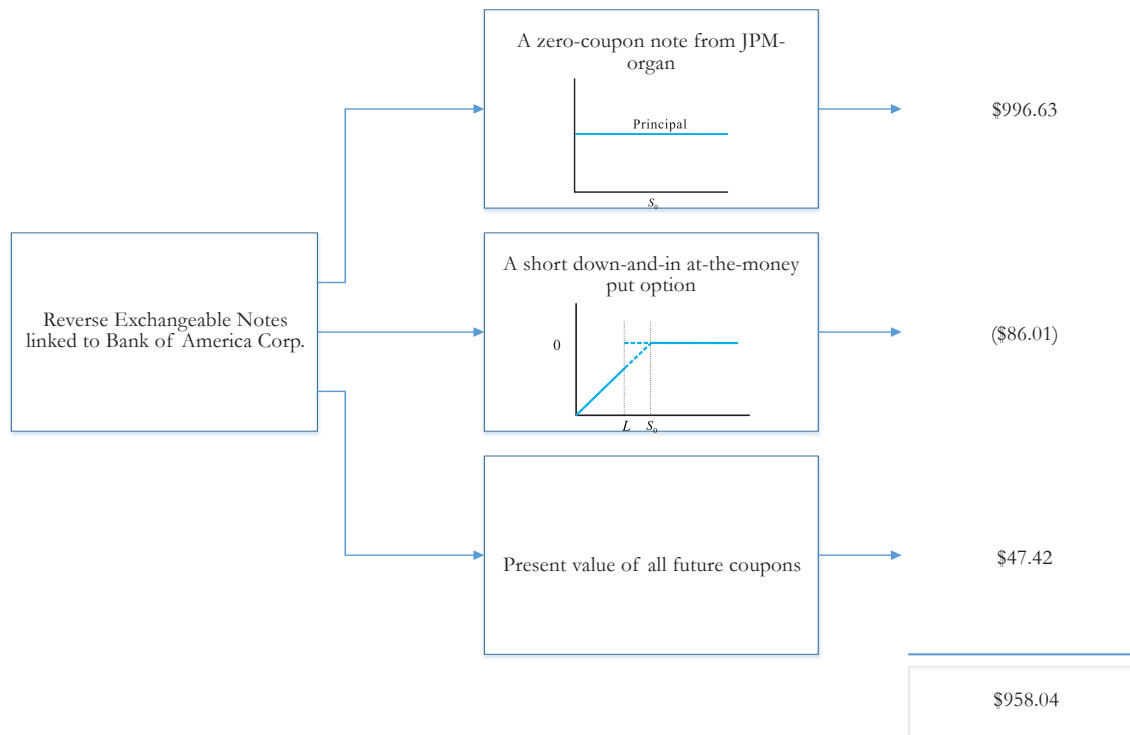 A zero-coupon note from JPM-
organ
Principal
S₀
$996.63
Reverse Exchangeable Notes
linked to Bank of America Corp.
A short down-and-in at-the-money
put option
0
L S₀
($86.01)
Present value of all future coupons
$47.42
$958.04